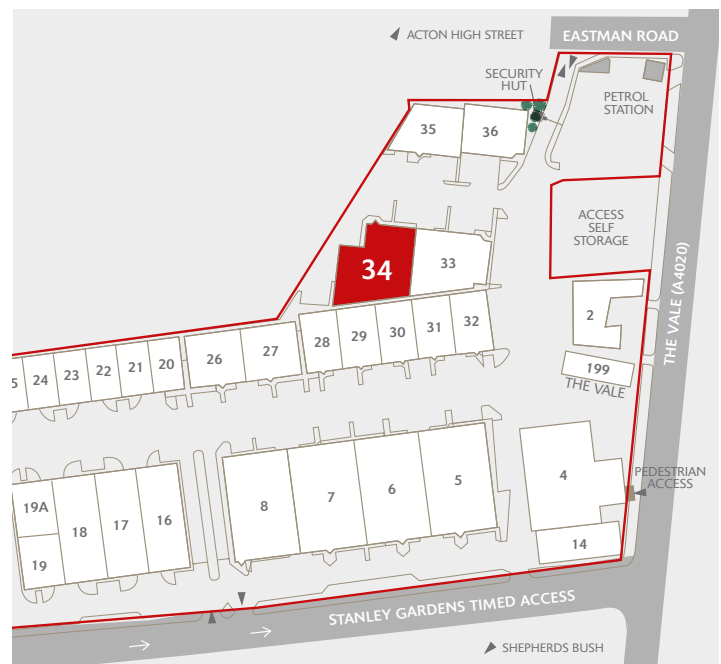 ACTON HIGH STREET
EASTMAN ROAD
SECURITY
HUT
PETROL
STATION
35
36
ACCESS
SELF
STORAGE
34
33
THE VALE (A4020)
2
28
29
30
31
32
26
27
24
23
22
21
20
5
199
THE VALE
8
7
6
5
4
PEDESTRIAN
ACCESS
19A
18
17
16
19
14
STANLEY GARDENS TIMED ACCESS
SHEPHERDS BUSH